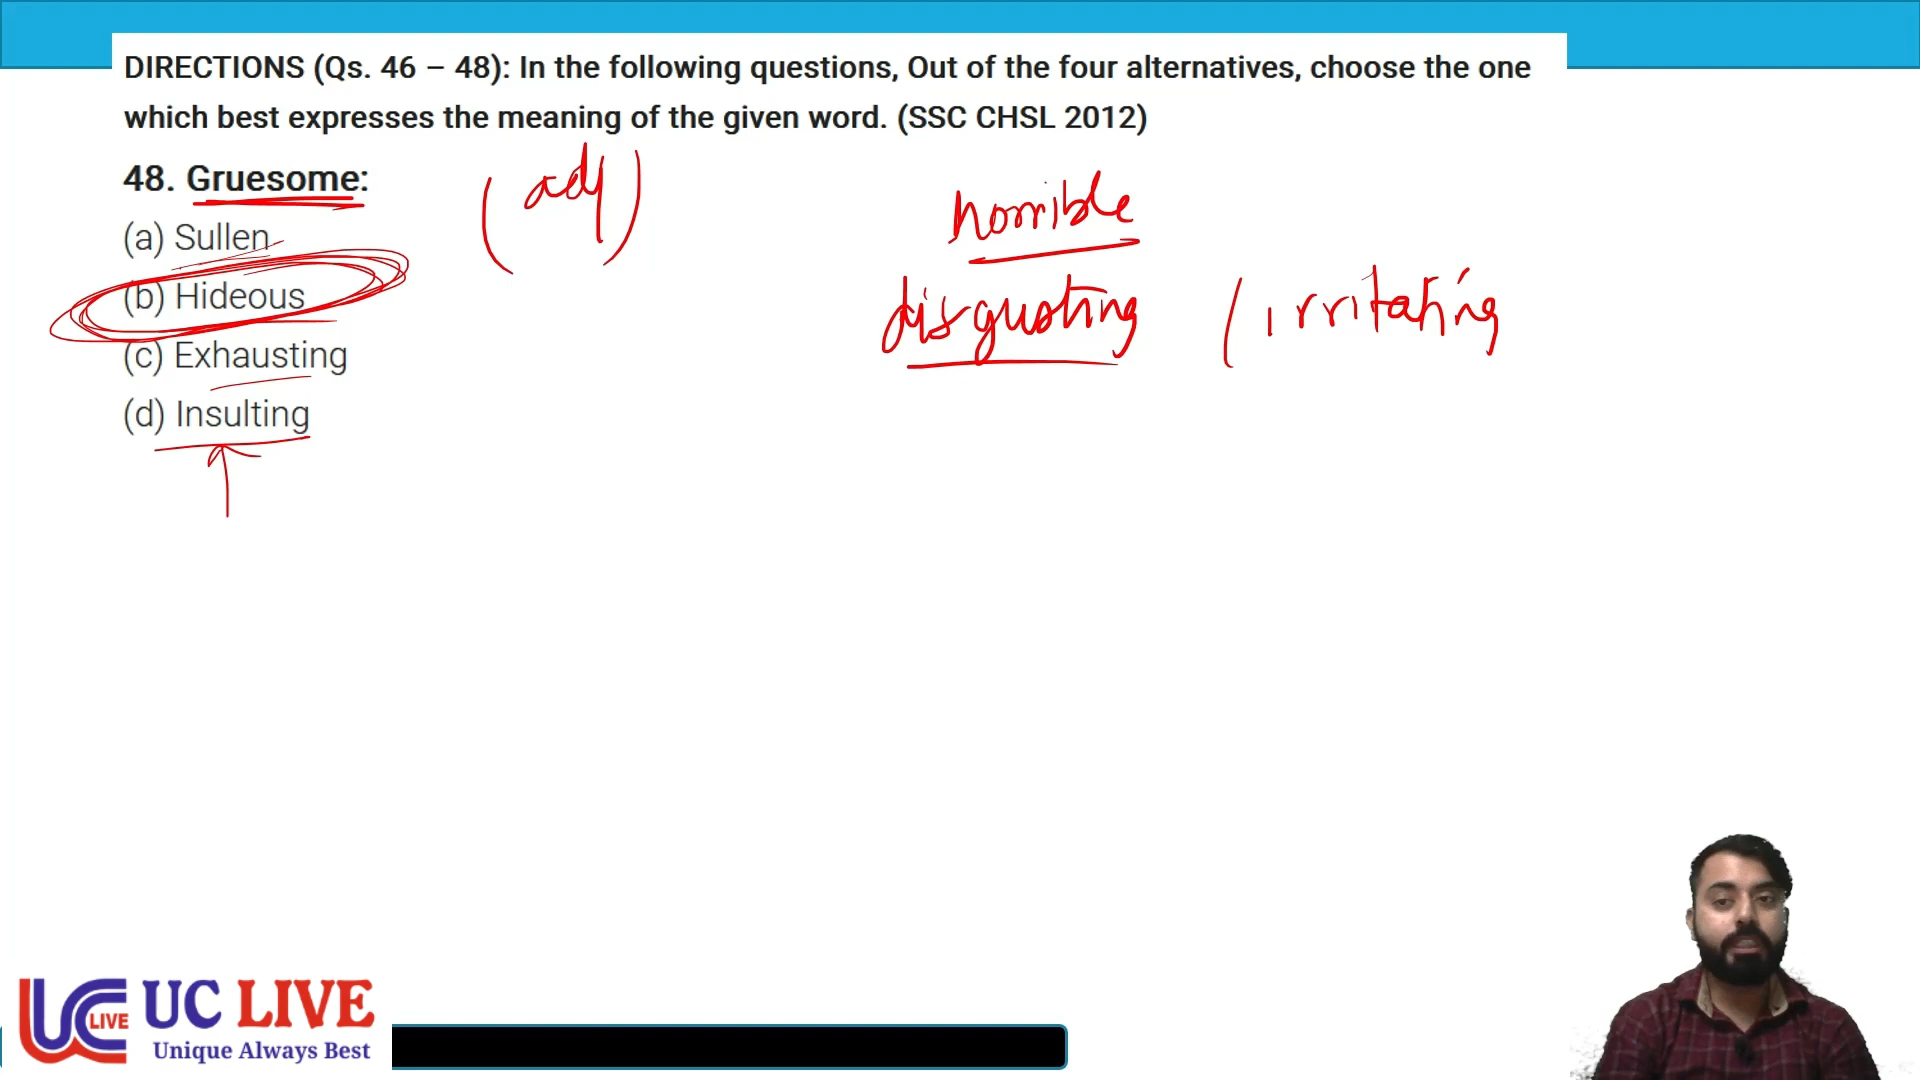 DIRECTIONS (Qs. 46 – 48): In the following questions, Out of the four alternatives, choose the one
which best expresses the meaning of the given word. (SSC CHSL 2012)
48. Gruesome:
(adj)
horrible
(a) Sullen
(b) Hideous
disgusting (irritating
(c) Exhausting
(d) Insulting
UC LIVE UC LIVE
Unique Always Best